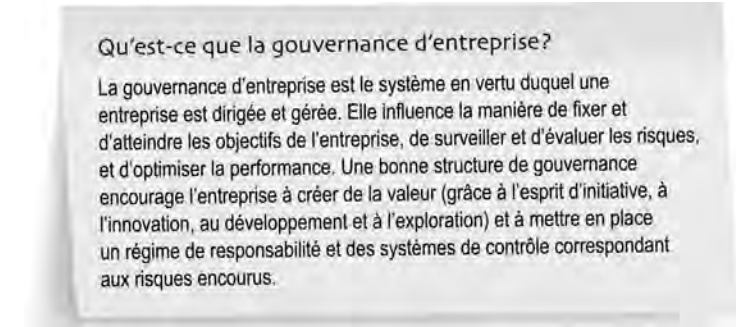 Qu'est-ce que la gouvernance d'entreprise?
La gouvernance d'entreprise est le système en vertu duquel une
entreprise est dirigée et gérée. Elle influence la manière de fixer et
d'atteindre les objectifs de l'entreprise, de surveiller et d'évaluer les risques,
et d'optimiser la performance. Une bonne structure de gouvernance
encourage l'entreprise à créer de la valeur (grâce à l'esprit d'initiative, à
l'innovation, au développement et à l'exploration) et à mettre en place
un régime de responsabilité et des systèmes de contrôle correspondant
aux risques encourus.